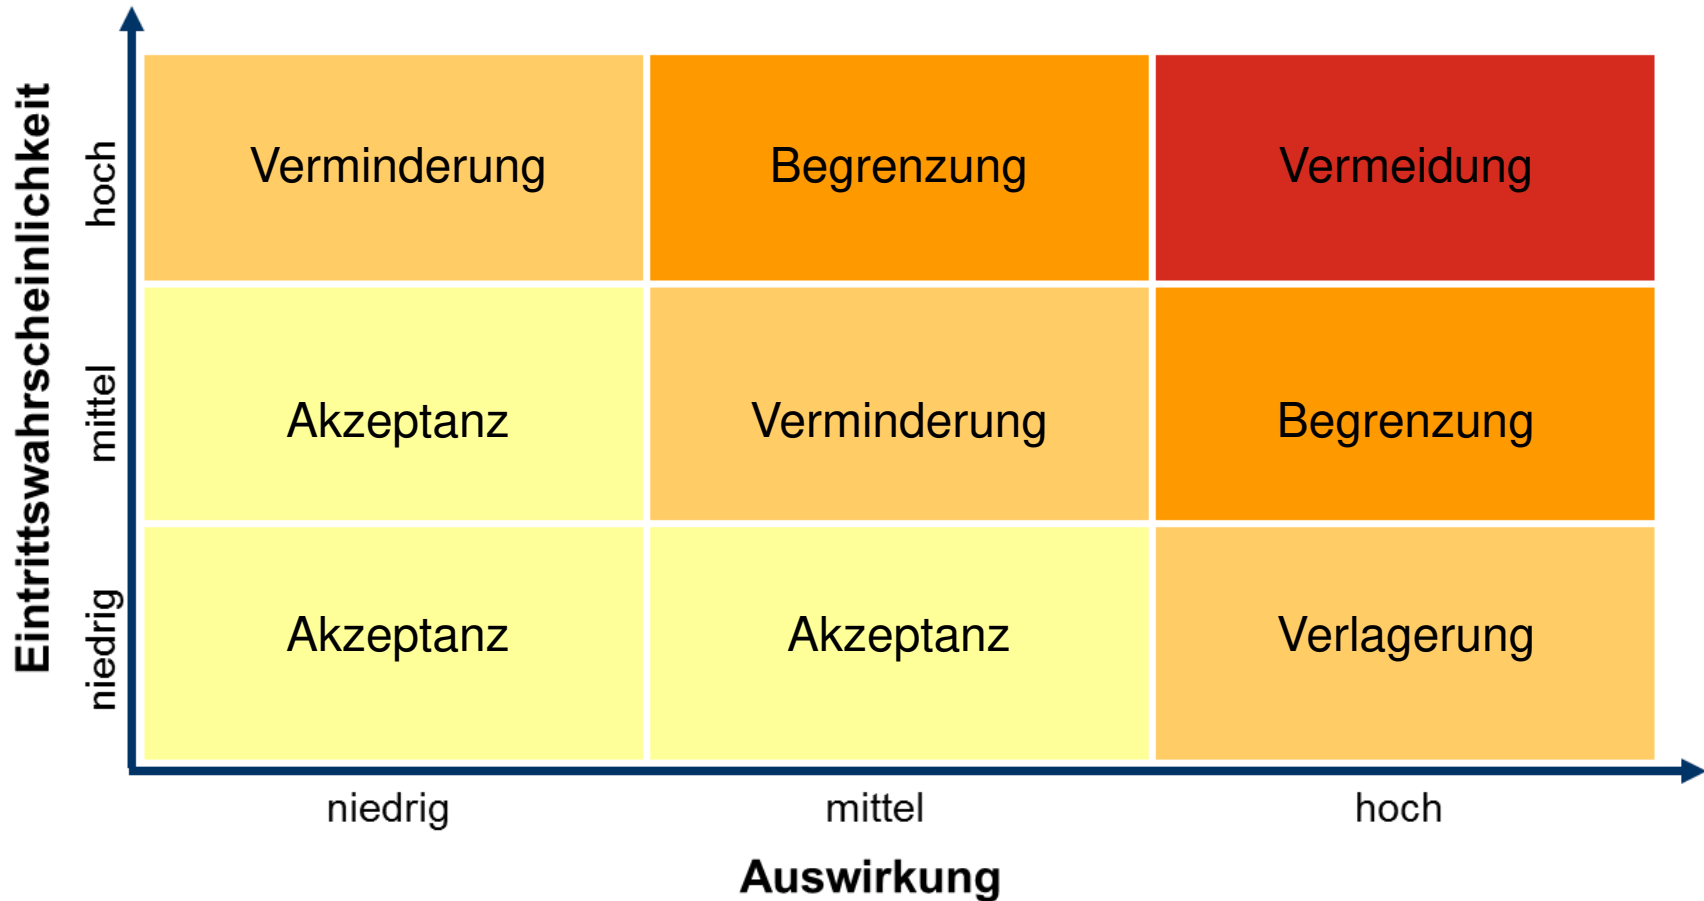 Eintrittswahrscheinlichkeit
hoch
Verminderung
Begrenzung
Vermeidung
mittel
Akzeptanz
Verminderung
Begrenzung
niedrig
Akzeptanz
Akzeptanz
Verlagerung
niedrig
mittel
hoch
Auswirkung